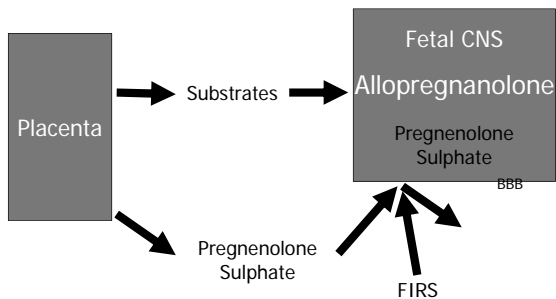 Fetal CNS
Allopregnanolone
Substrates
Placenta
Pregnenolone
Sulphate
BBB
Pregnenolone
Sulphate
FIRS